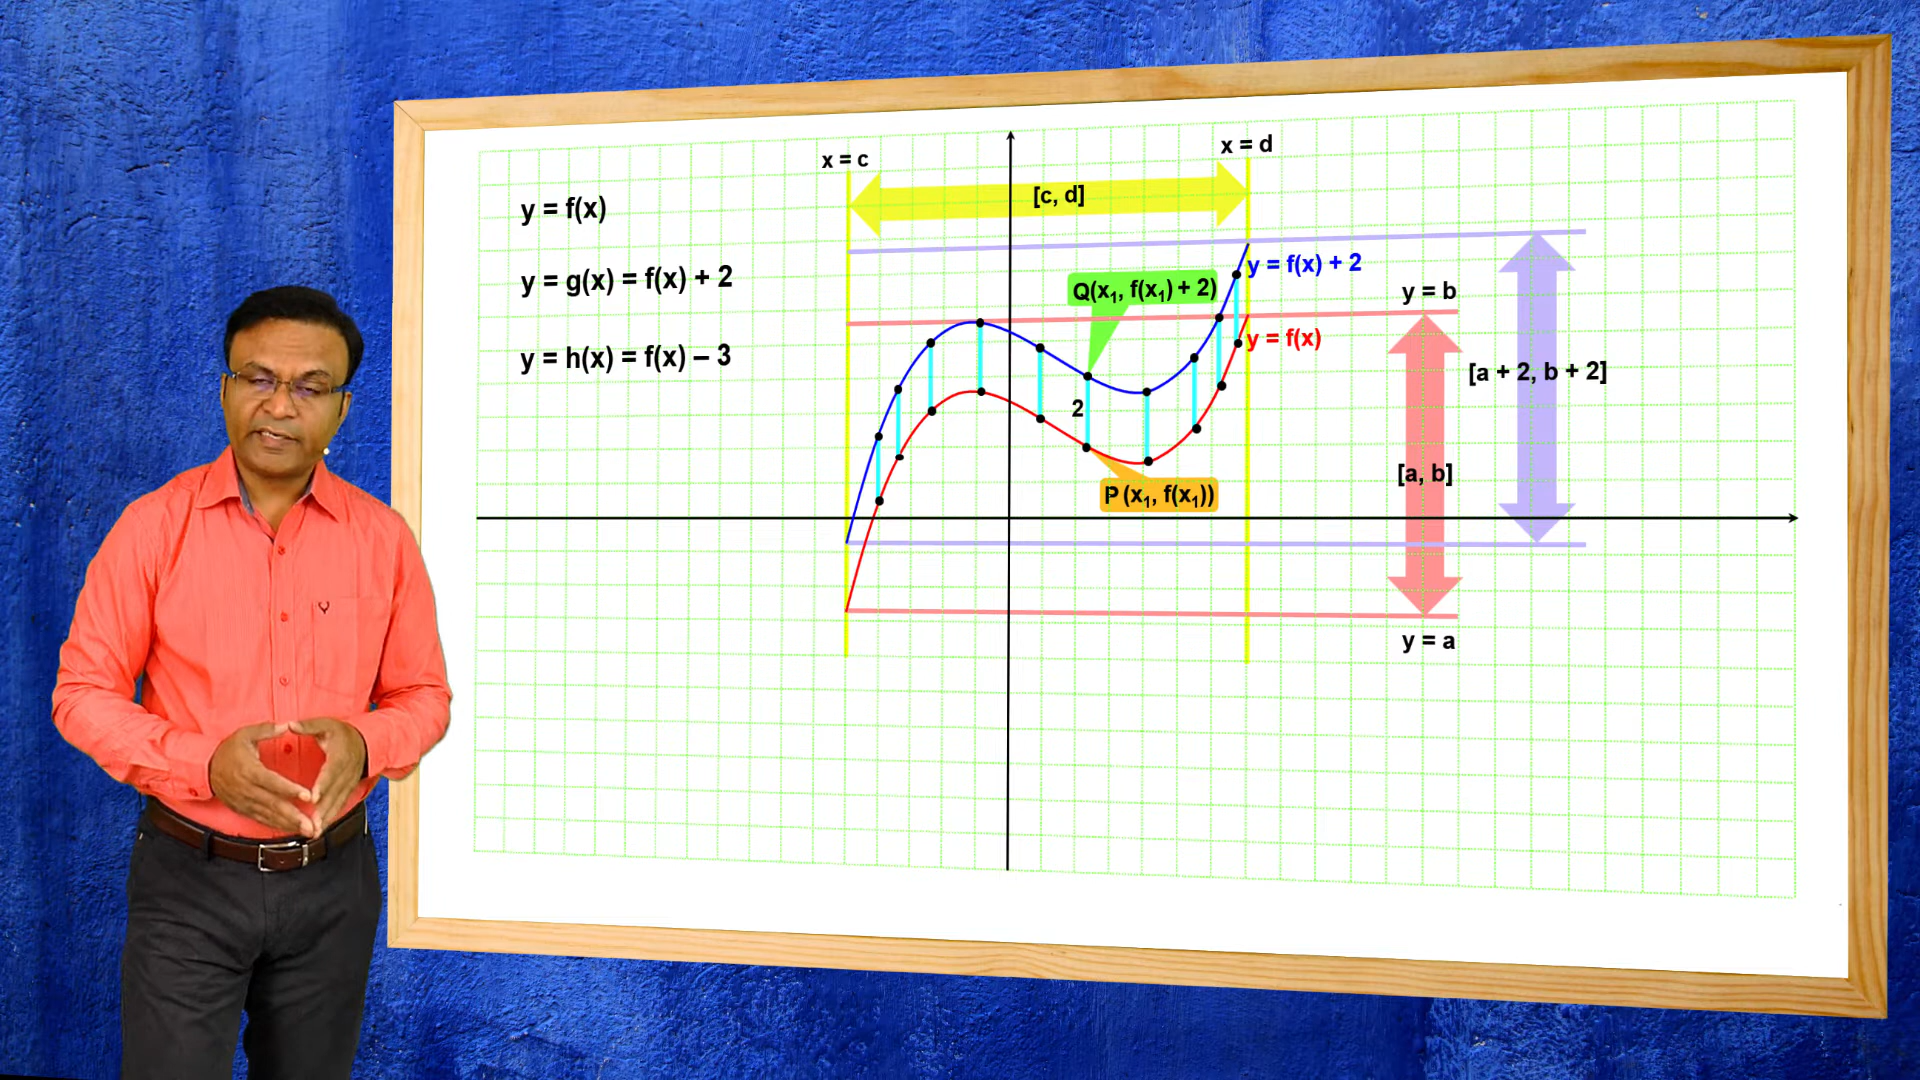 x = c
x = d
[c, d]
y = f(x)
y = g(x) = f(x) + 2
y = h(x) = f(x) – 3
Q(x₁, f(x₁) + 2)
y = f(x) + 2
y = b
y = f(x)
[a + 2, b + 2]
2
[a, b]
P (x₁, f(x₁))
y = a